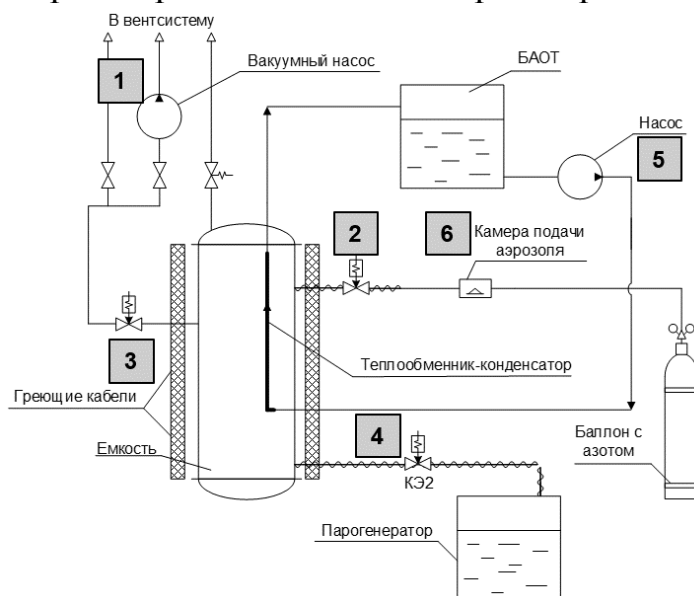 В вентсистему
1
Вакуумный насос
БАОТ
Насос
5
2
6
Камера подачи
аэрозоля
3
Теплообменник-конденсатор
Греющие кабели
4
Емкость
КЭ2
Баллон с
азотом
Парогенератор